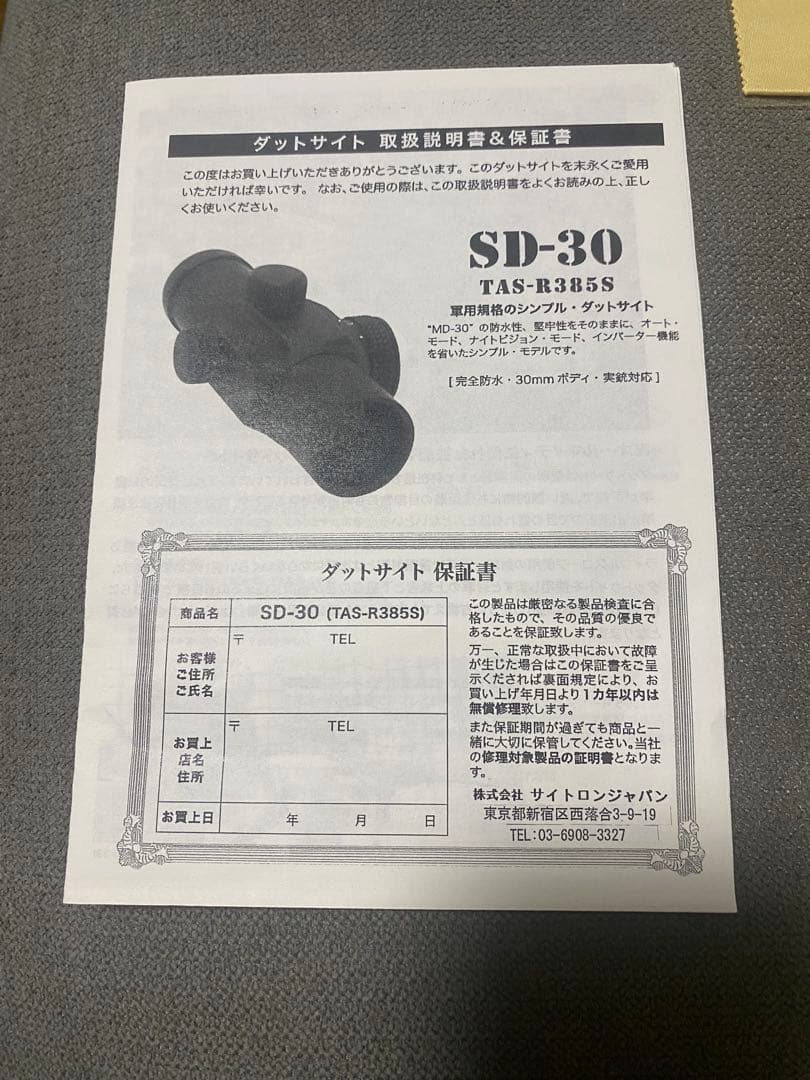 ダットサイト 取扱説明書&保証書
この度はお買い上げいただきありがとうございます。このダットサイトを末永くご愛用
いただければ幸いです。なお、ご使用の際は、この取扱説明書をよくお読みの上、正し
くお使いください。
SD-30
TAS-R385S
軍用規格のシンプル・ダットサイト
"MD-30"の防水性、堅牢性をそのままに、オート・
モード、ナイトビジョン・モード、インバーター機能
を省いたシンプル・モデルです。
[完全防水・30mmボディ・実銃対応]
ダットサイト 保証書
商品名 SD-30 (TAS-R385S)
お客様
ご住所
ご氏名
〒 TEL
お買上
店名
住所
〒 TEL
お買上日 年 月 日
この製品は厳密なる製品検査に合
格したもので、その品質の優良で
あることを保証致します。
万一、正常な取扱中において故障
が生じた場合はこの保証書をご呈
示くだされば裏面規定により、お
買い上げ年月日より1カ年以内は
無償修理致します。
また保証期間が過ぎても商品と一
緒に大切に保管してください。当社
の修理対象製品の証明書となりま
す。
株式会社 サイトロンジャパン
東京都新宿区西落合3-9-19
TEL:03-6908-3327